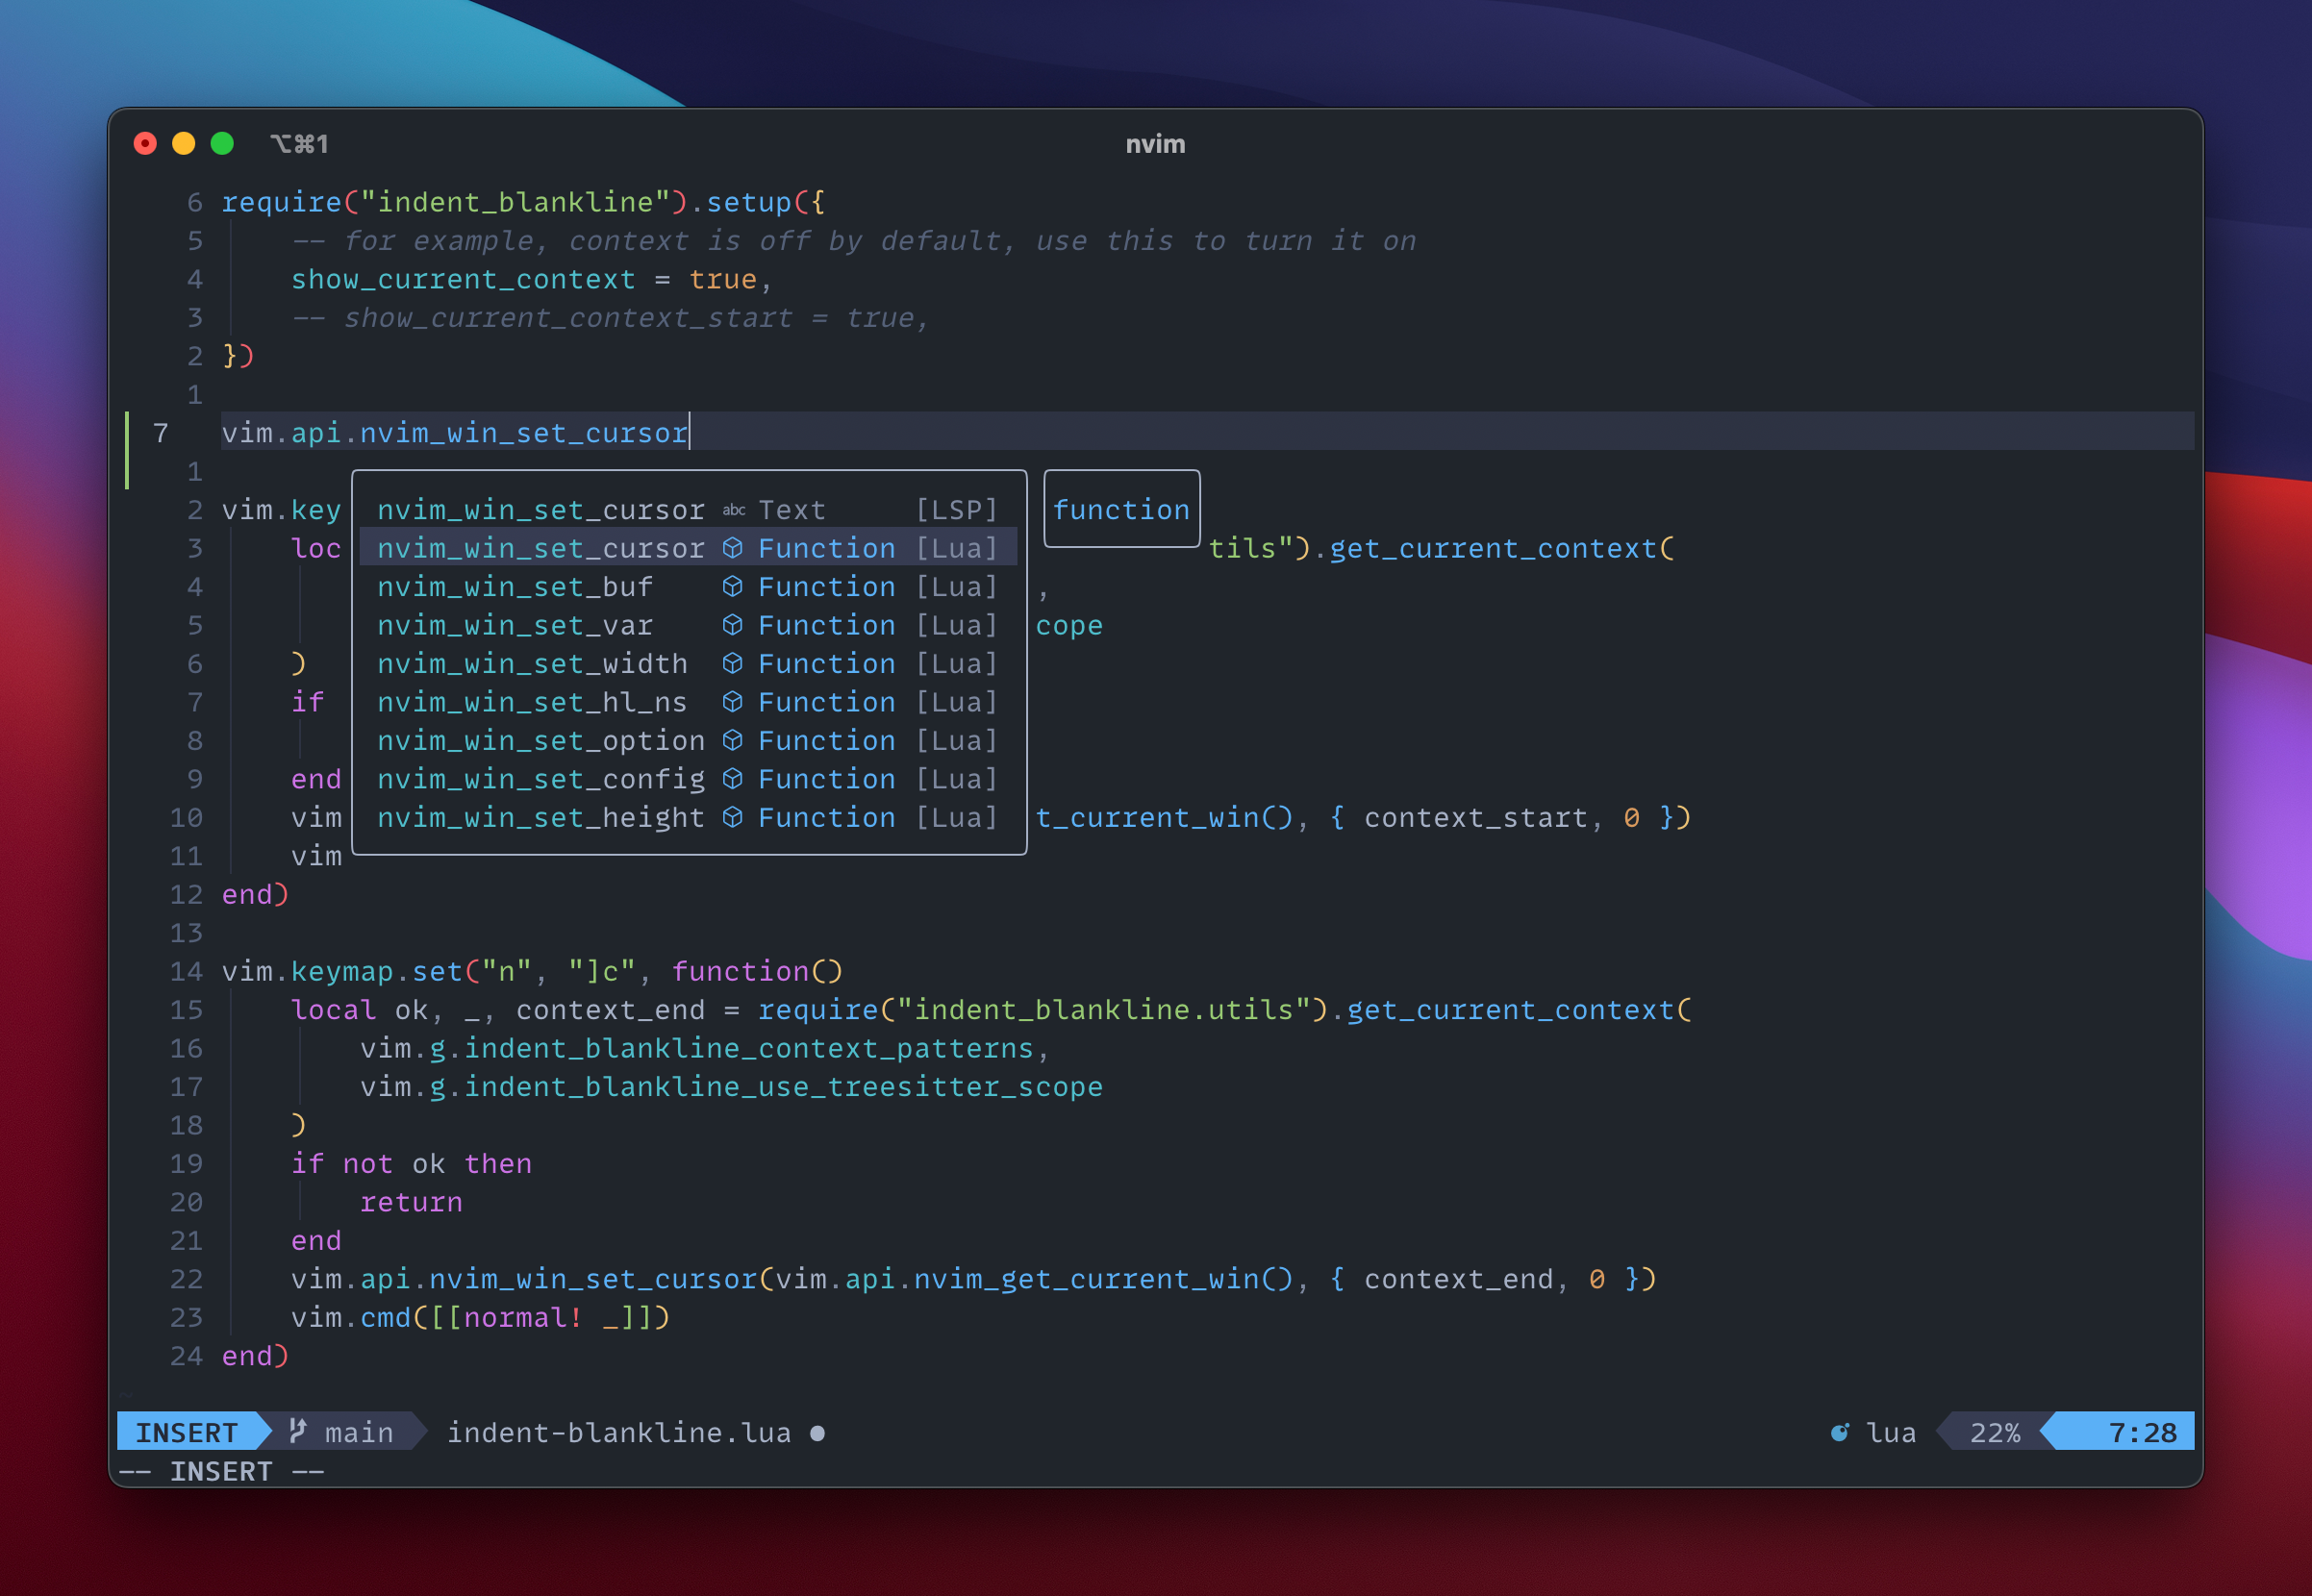 ⌥⌘1 nvim
6 require("indent_blankline").setup({
5 -- for example, context is off by default, use this to turn it on
4 show_current_context = true,
3 -- show_current_context_start = true,
2 })
1
7 vim.api.nvim_win_set_cursor
1
2 vim.key nvim_win_set_cursor abc Text [LSP] function
3 loc nvim_win_set_cursor Function [Lua] tils").get_current_context(
4 nvim_win_set_buf Function [Lua] ,
5 nvim_win_set_var Function [Lua] cope
6 ) nvim_win_set_width Function [Lua]
7 if nvim_win_set_hl_ns Function [Lua]
8 nvim_win_set_option Function [Lua]
9 end nvim_win_set_config Function [Lua]
10 vim nvim_win_set_height Function [Lua] t_current_win(), { context_start, 0 })
11 vim
12 end)
13
14 vim.keymap.set("n", "]c", function()
15 local ok, _, context_end = require("indent_blankline.utils").get_current_context(
16 vim.g.indent_blankline_context_patterns,
17 vim.g.indent_blankline_use_treesitter_scope
18 )
19 if not ok then
20 return
21 end
22 vim.api.nvim_win_set_cursor(vim.api.nvim_get_current_win(), { context_end, 0 })
23 vim.cmd([[normal! _]])
24 end)
~
INSERT main indent-blankline.lua ● lua 22% 7:28
-- INSERT --